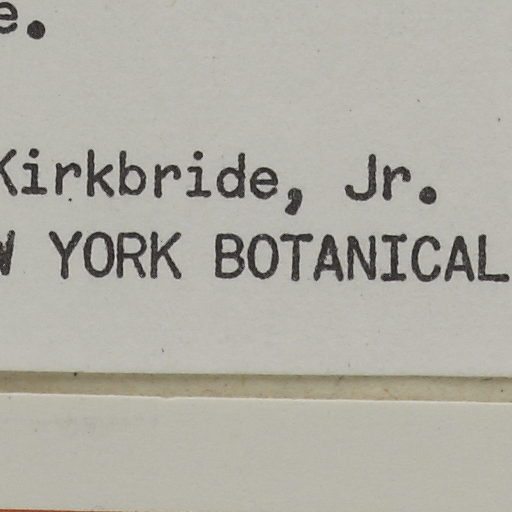 e.
Kirkbride, Jr.
W YORK BOTANICAL